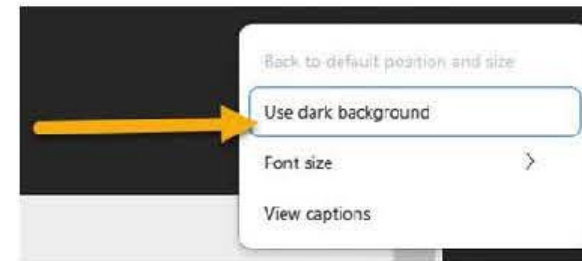 Back to default position and size
Use dark background
Font size
View captions